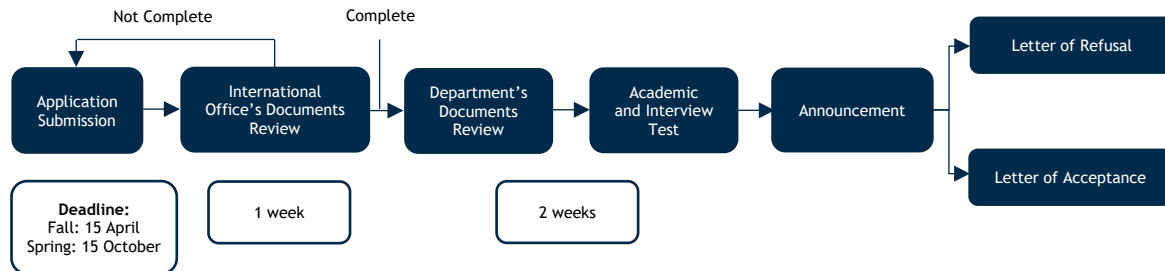 Not Complete
Complete
Application
Submission
International
Office’s Documents
Review
Department’s
Documents
Review
Academic
and Interview
Test
Announcement
Letter of Refusal
Letter of Acceptance
Deadline:
Fall: 15 April
Spring: 15 October
1 week
2 weeks